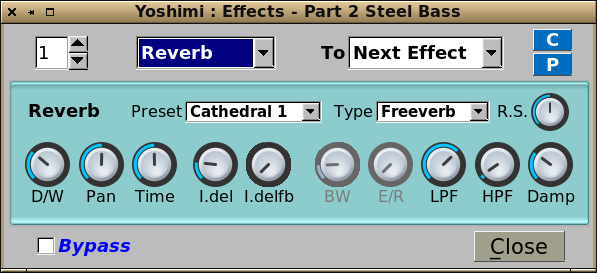 Yoshimi : Effects - Part 2 Steel Bass
1 Reverb To Next Effect C
P
Reverb Preset Cathedral 1 Type Freeverb R.S.
D/W Pan Time I.del I.delfb BW E/R LPF HPF Damp
Bypass Close